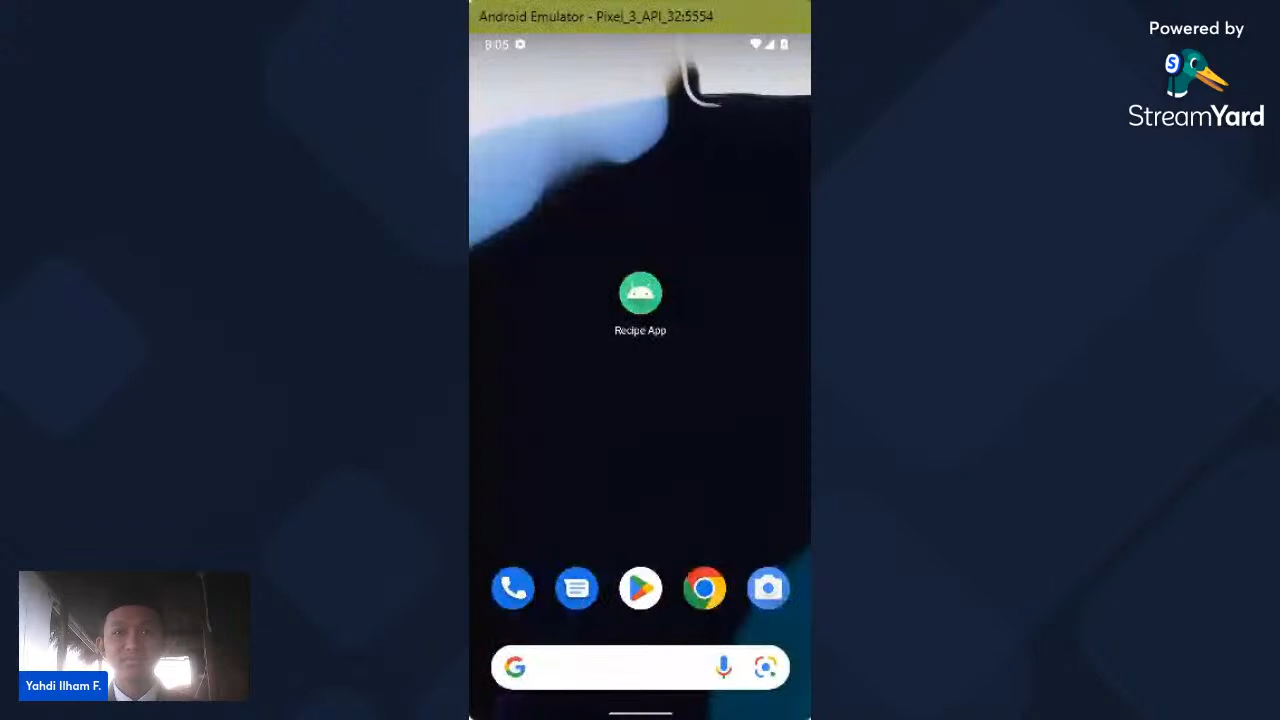 Android Emulator - Pixel_3_API_32:5554
8:05
Powered by
S
StreamYard
Recipe App
G
Yahdi Ilham F.